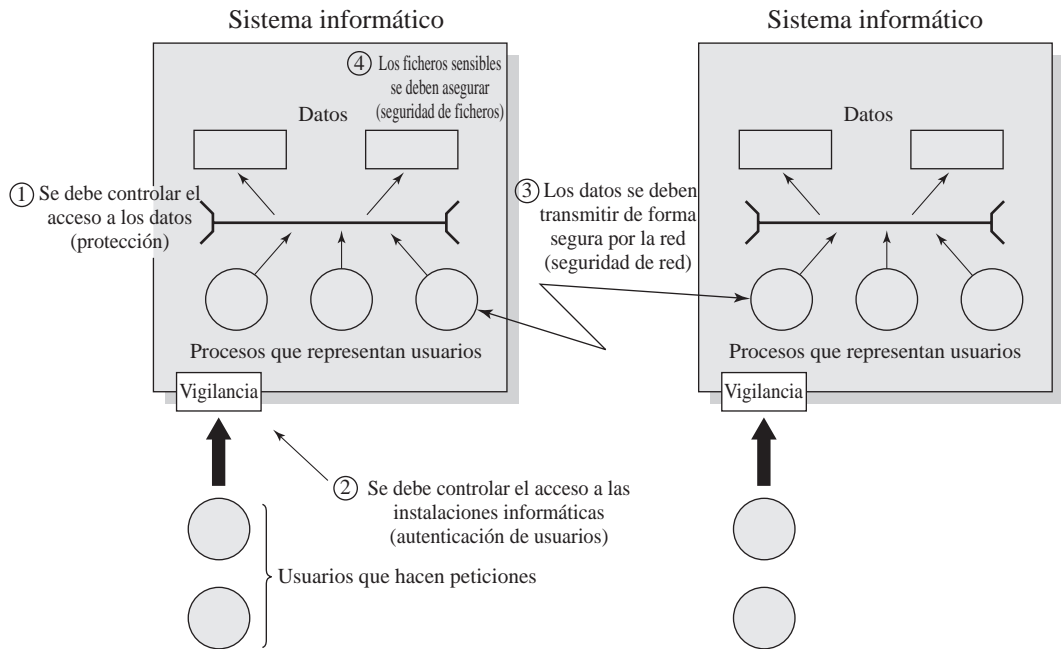 Sistema informático
④ Los ficheros sensibles
se deben asegurar
(seguridad de ficheros)
Datos
① Se debe controlar el
acceso a los datos
(protección)
Procesos que representan usuarios
Vigilancia
② Se debe controlar el acceso a las
instalaciones informáticas
(autenticación de usuarios)
Usuarios que hacen peticiones
③ Los datos se deben
transmitir de forma
segura por la red
(seguridad de red)
Sistema informático
Datos
Procesos que representan usuarios
Vigilancia